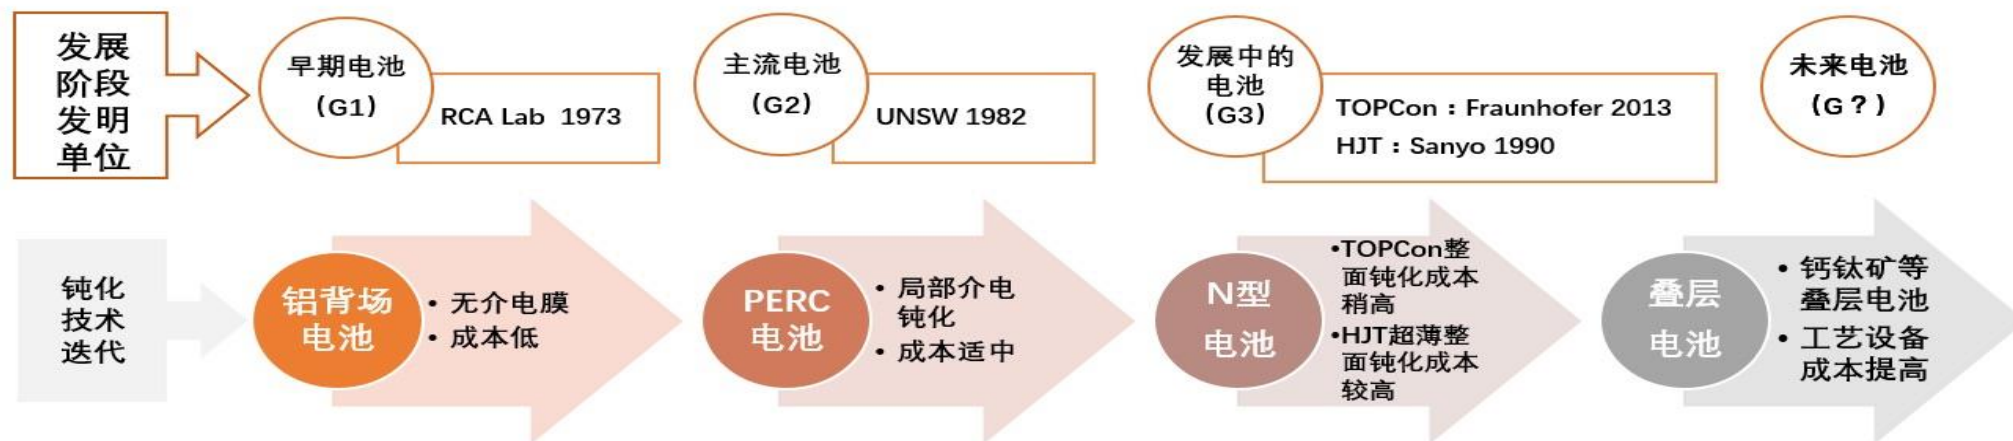 发展
阶段
发明
单位
早期电池
(G1)
RCA Lab 1973
主流电池
(G2)
UNSW 1982
发展中的
电池
(G3)
TOPCon：Fraunhofer 2013
HJT：Sanyo 1990
未来电池
(G？)
钝化
技术
迭代
铝背场
电池
• 无介电膜
• 成本低
PERC
电池
• 局部介电
钝化
• 成本适中
N型
电池
•TOPCon整
面钝化成本
稍高
•HJT超薄整
面钝化成本
较高
叠层
电池
• 钙钛矿等
叠层电池
• 工艺设备
成本提高